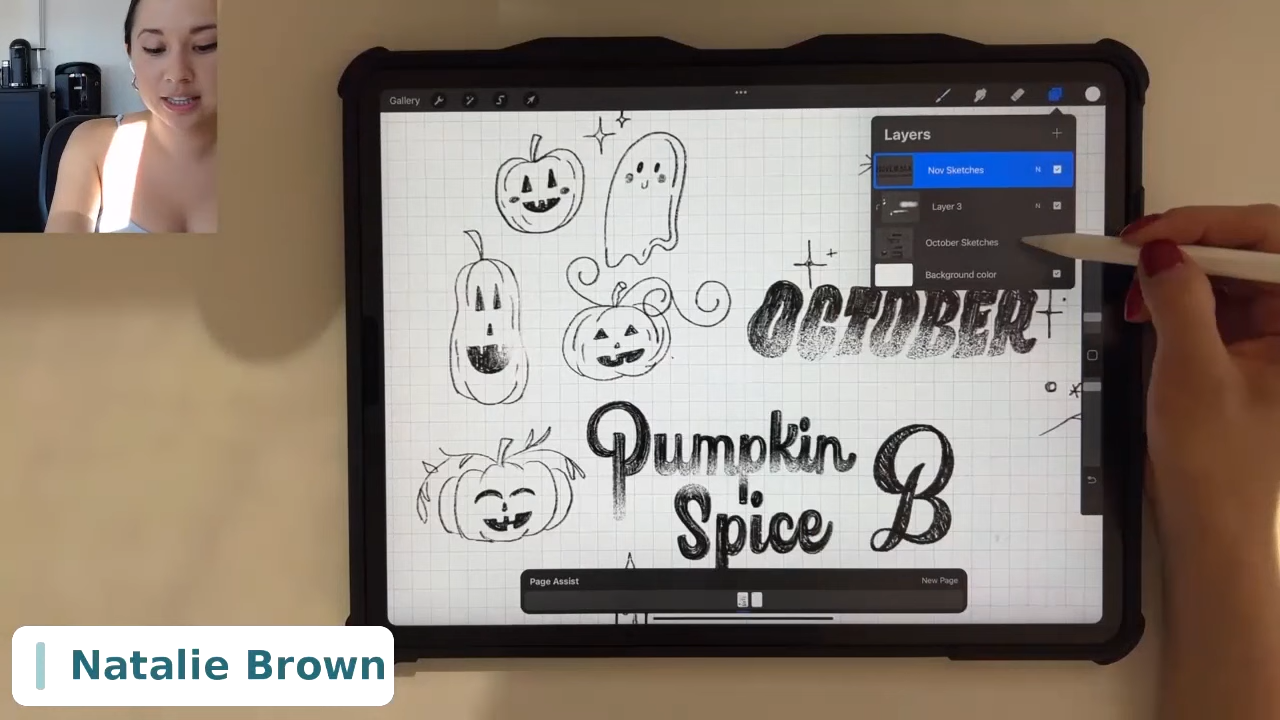 Gallery
Layers
Nov Sketches N
Layer 3 N
October Sketches
Background color
OCTOBER
Pumpkin
Spice
B
Page Assist New Page
Natalie Brown